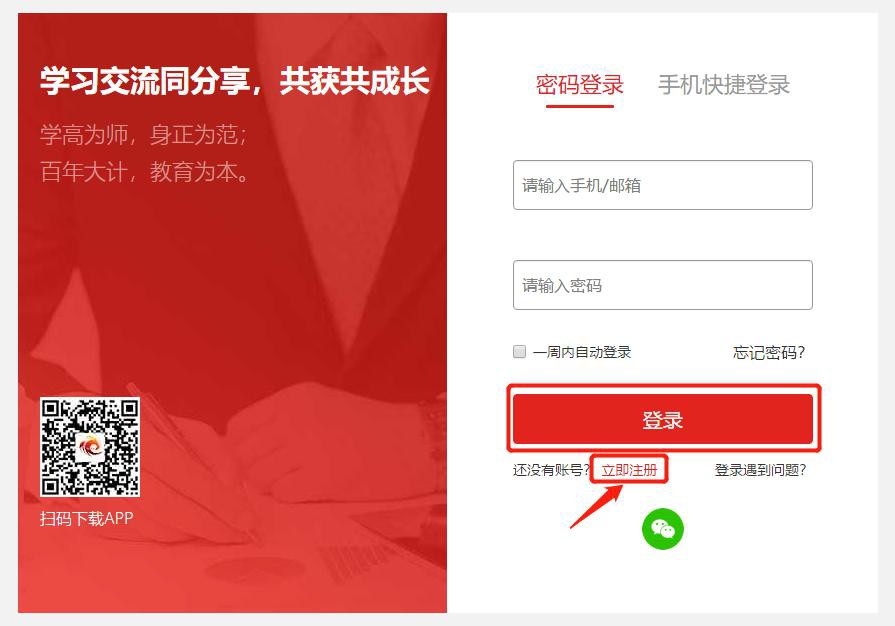 学习交流同分享，共获共成长
学高为师，身正为范；
百年大计，教育为本。
扫码下载APP
密码登录 手机快捷登录
请输入手机/邮箱
请输入密码
一周内自动登录 忘记密码?
登录
还没有账号? 立即注册 登录遇到问题?